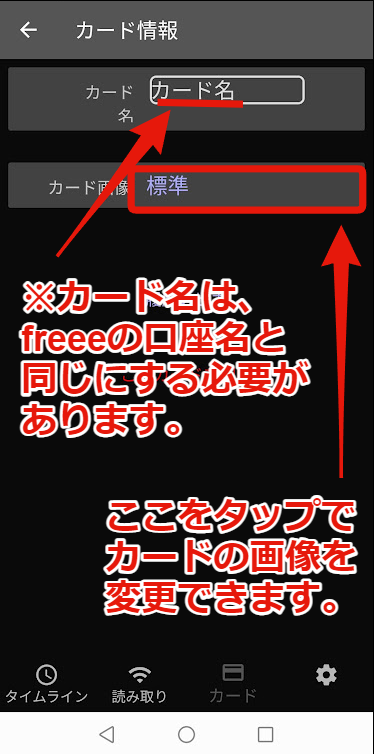 カード情報
カード
名
カード名
カード画像
標準
※カード名は、
freeeの口座名と
同じにする必要が
あります。
ここをタップで
カードの画像を
変更できます。
タイムライン
読み取り
カード